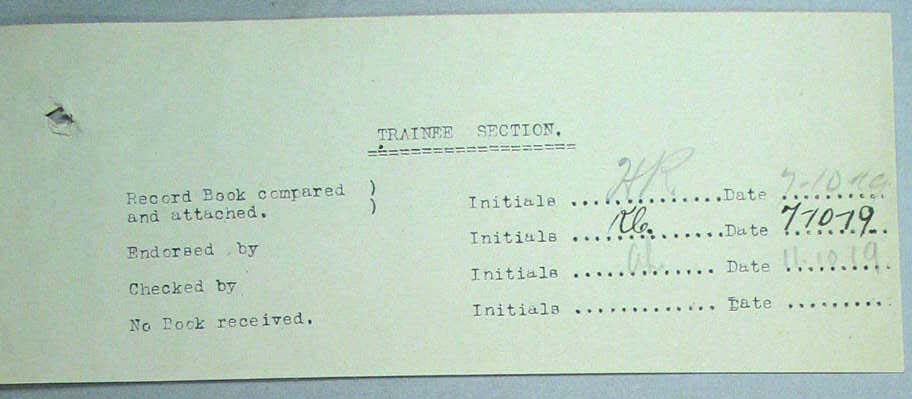 TRAINEE SECTION.
===================
Record Book compared )
and attached. )
Initials ............... HR Date 7-10-19
Endorsed by Initials ............... Date 7-10-19
Checked by Initials ............. Date 11.10.19
No Book received. Initials ............. Date ..........